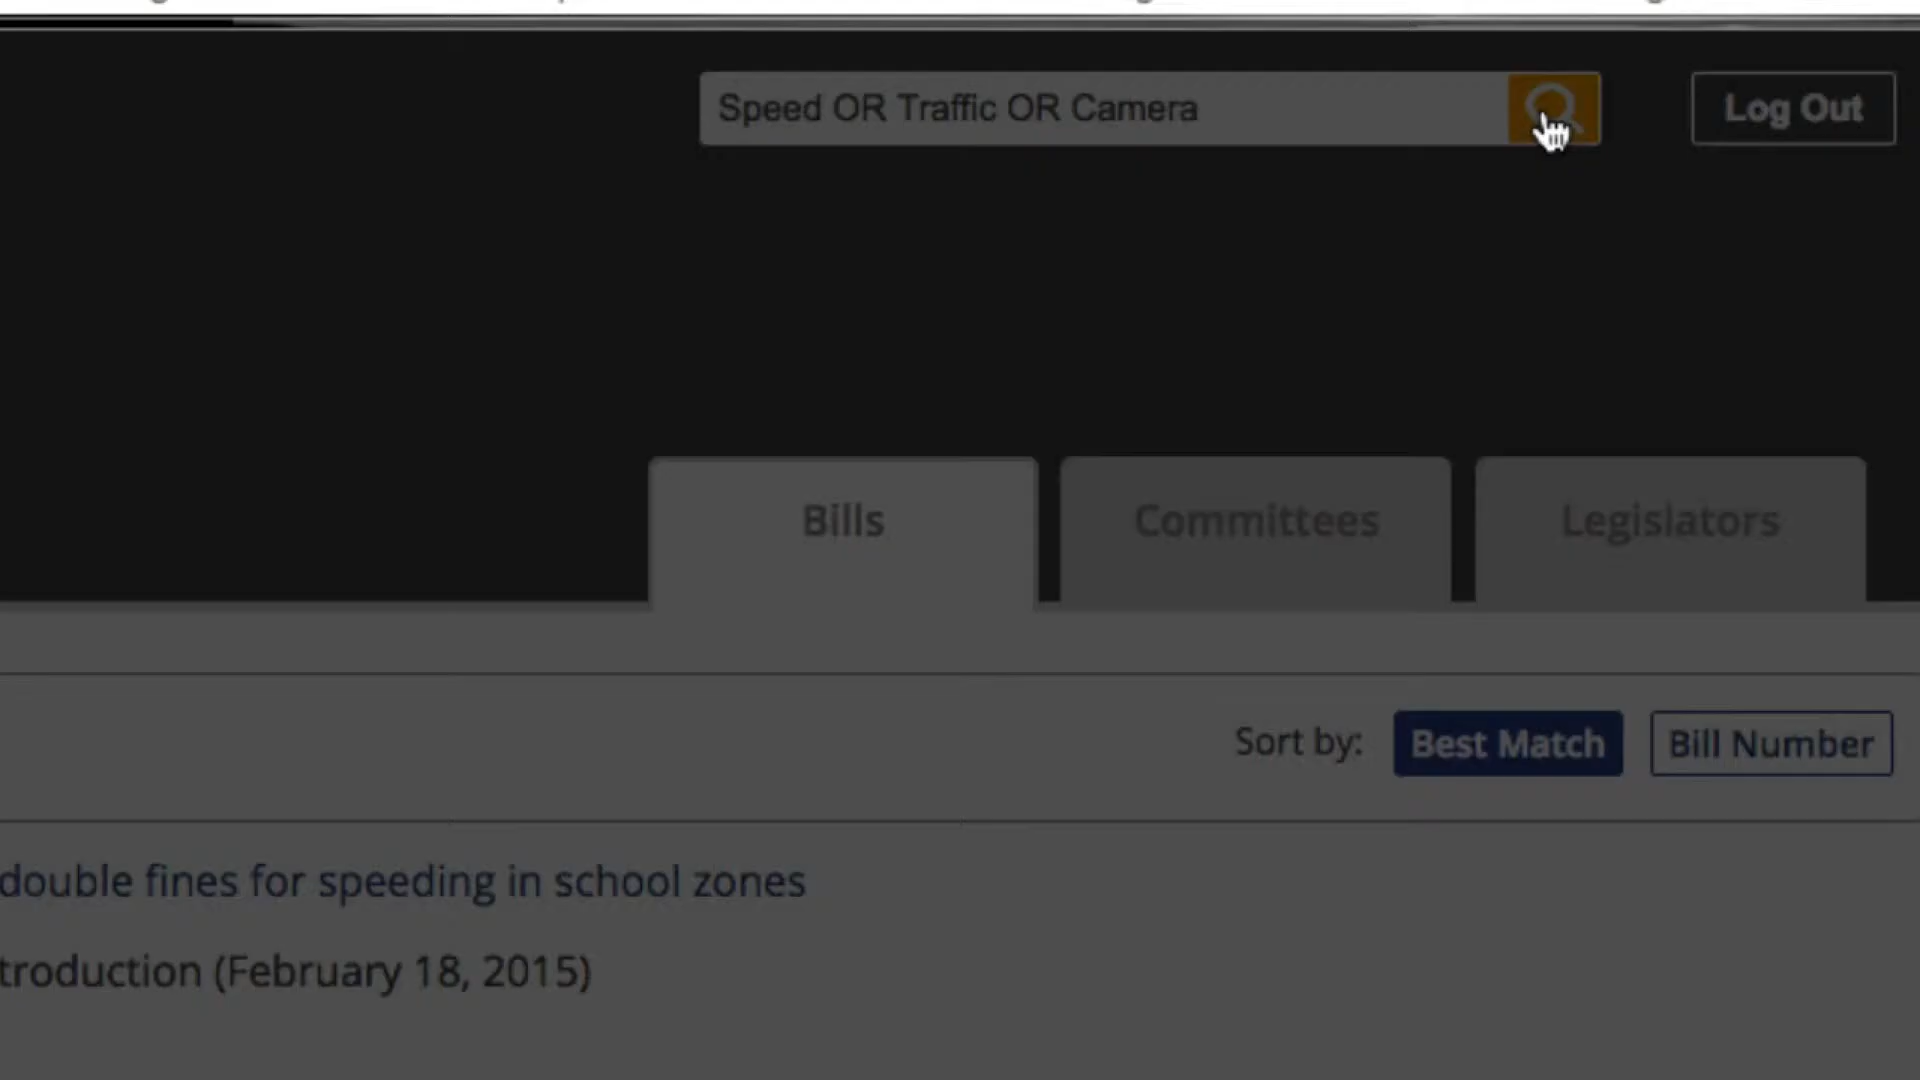 Speed OR Traffic OR Camera
Log Out
Bills
Committees
Legislators
Sort by:
Best Match
Bill Number
double fines for speeding in school zones
troduction (February 18, 2015)